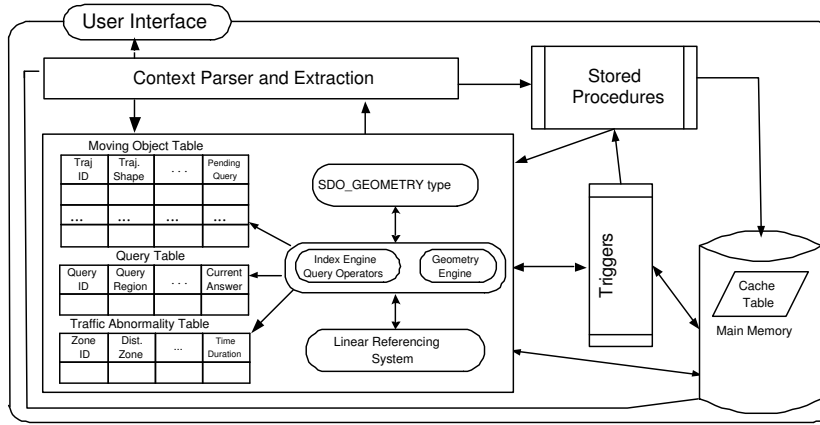 User Interface
Context Parser and Extraction
Stored
Procedures
Moving Object Table
Traj ID
Traj. Shape
. . .
Pending Query
...
...
...
...
SDO_GEOMETRY type
Query Table
Query ID
Query Region
. . .
Current Answer
Index Engine
Query Operators
Geometry
Engine
Traffic Abnormality Table
Zone ID
Dist. Zone
...
Time Duration
Linear Referencing
System
Triggers
Cache
Table
Main Memory